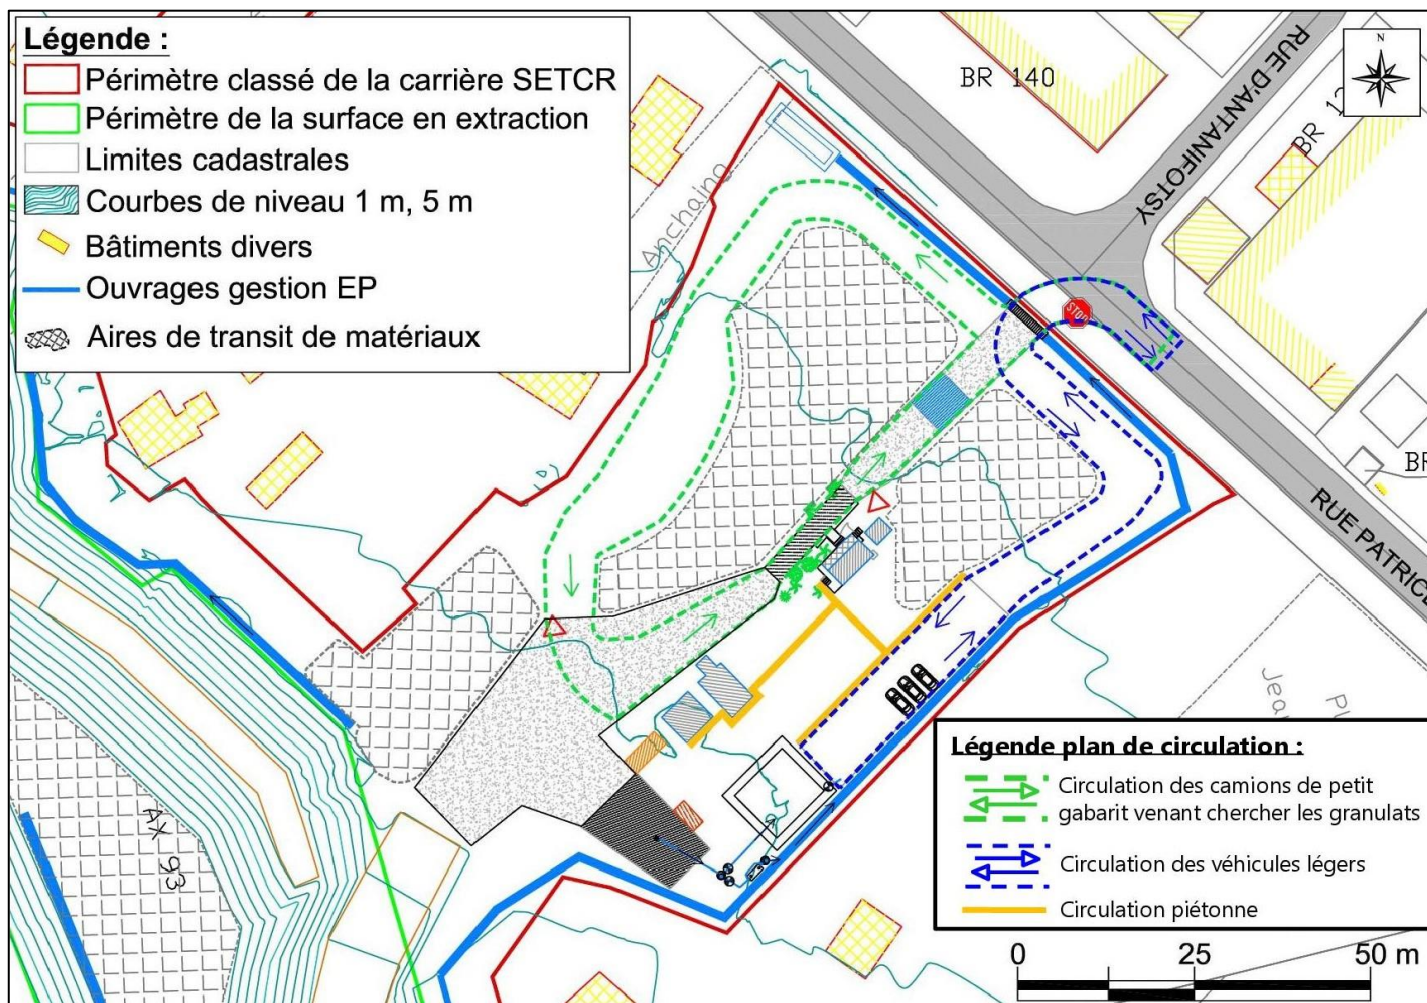 Légende :
Périmètre classé de la carrière SETCR
Périmètre de la surface en extraction
Limites cadastrales
Courbes de niveau 1 m, 5 m
Bâtiments divers
Ouvrages gestion EP
Aires de transit de matériaux
BR 140
RUE D'ANTANIFOTSY
N
BR
Anchaing
STOP
BR
RUE PATRICE
AX 93
Légende plan de circulation :
Circulation des camions de petit
gabarit venant chercher les granulats
Circulation des véhicules légers
Circulation piétonne
0 25 50 m